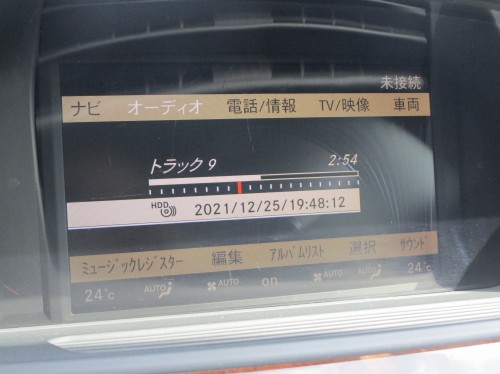 未接続
ナビ オーディオ 電話/情報 TV/映像 車両
トラック 9 2:54
HDD 2021/12/25/19:48:12
ミュージックレジスター 編集 アルバムリスト 選択 サウンド
24°c AUTO AUTO on AUTO AUTO 24°c